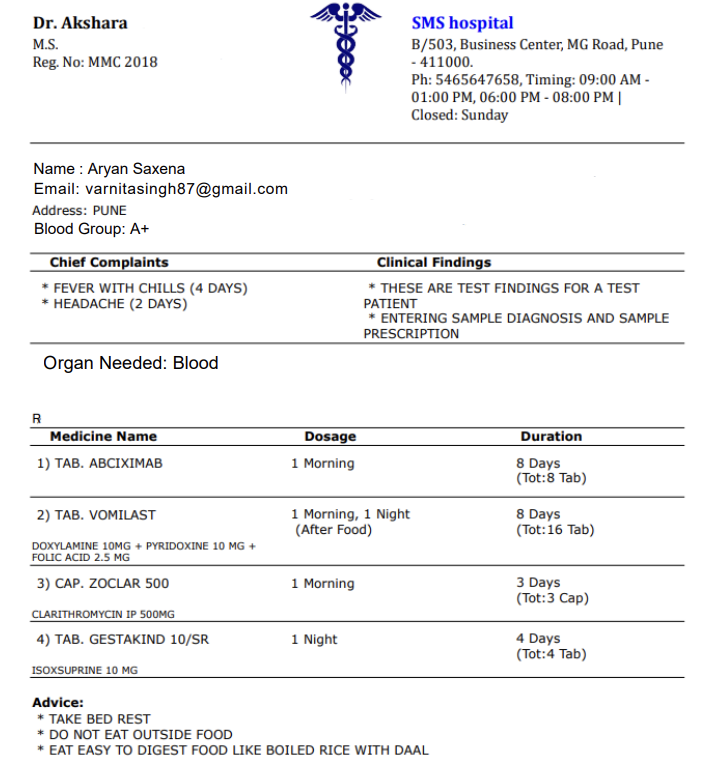 Dr. Akshara
M.S.
Reg. No: MMC 2018
SMS hospital
B/503, Business Center, MG Road, Pune
- 411000.
Ph: 5465647658, Timing: 09:00 AM -
01:00 PM, 06:00 PM - 08:00 PM |
Closed: Sunday
Name : Aryan Saxena
Email: varnitasingh87@gmail.com
Address: PUNE
Blood Group: A+
Chief Complaints
* FEVER WITH CHILLS (4 DAYS)
* HEADACHE (2 DAYS)
Clinical Findings
* THESE ARE TEST FINDINGS FOR A TEST
PATIENT
* ENTERING SAMPLE DIAGNOSIS AND SAMPLE
PRESCRIPTION
Organ Needed: Blood
R
Medicine Name Dosage Duration
1) TAB. ABCIXIMAB 1 Morning 8 Days
(Tot:8 Tab)
2) TAB. VOMILAST 1 Morning, 1 Night 8 Days
(After Food) (Tot:16 Tab)
DOXYLAMINE 10MG + PYRIDOXINE 10 MG +
FOLIC ACID 2.5 MG
3) CAP. ZOCLAR 500 1 Morning 3 Days
(Tot:3 Cap)
CLARITHROMYCIN IP 500MG
4) TAB. GESTAKIND 10/SR 1 Night 4 Days
(Tot:4 Tab)
ISOXSUPRINE 10 MG
Advice:
* TAKE BED REST
* DO NOT EAT OUTSIDE FOOD
* EAT EASY TO DIGEST FOOD LIKE BOILED RICE WITH DAAL